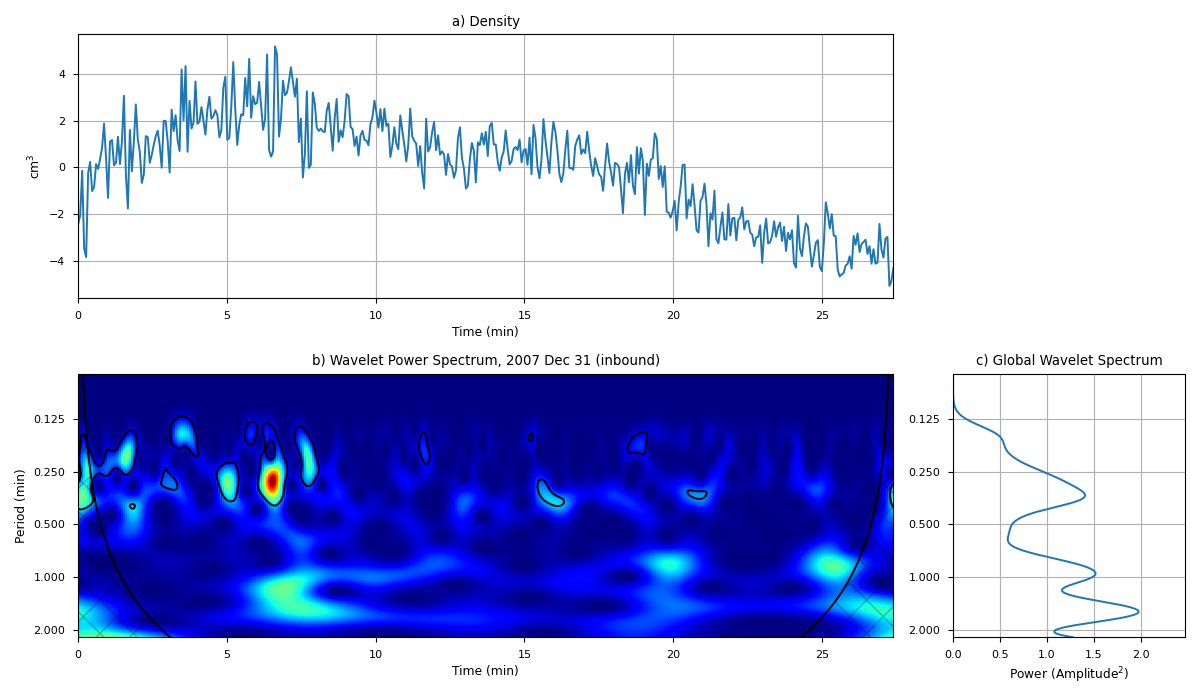 a) Density
cm³
4
2
0
−2
−4
0 5 10 15 20 25
Time (min)
b) Wavelet Power Spectrum, 2007 Dec 31 (inbound)
Period (min)
0.125
0.250
0.500
1.000
2.000
0 5 10 15 20 25
Time (min)
c) Global Wavelet Spectrum
0.125
0.250
0.500
1.000
2.000
0.0 0.5 1.0 1.5 2.0
Power (Amplitude²)